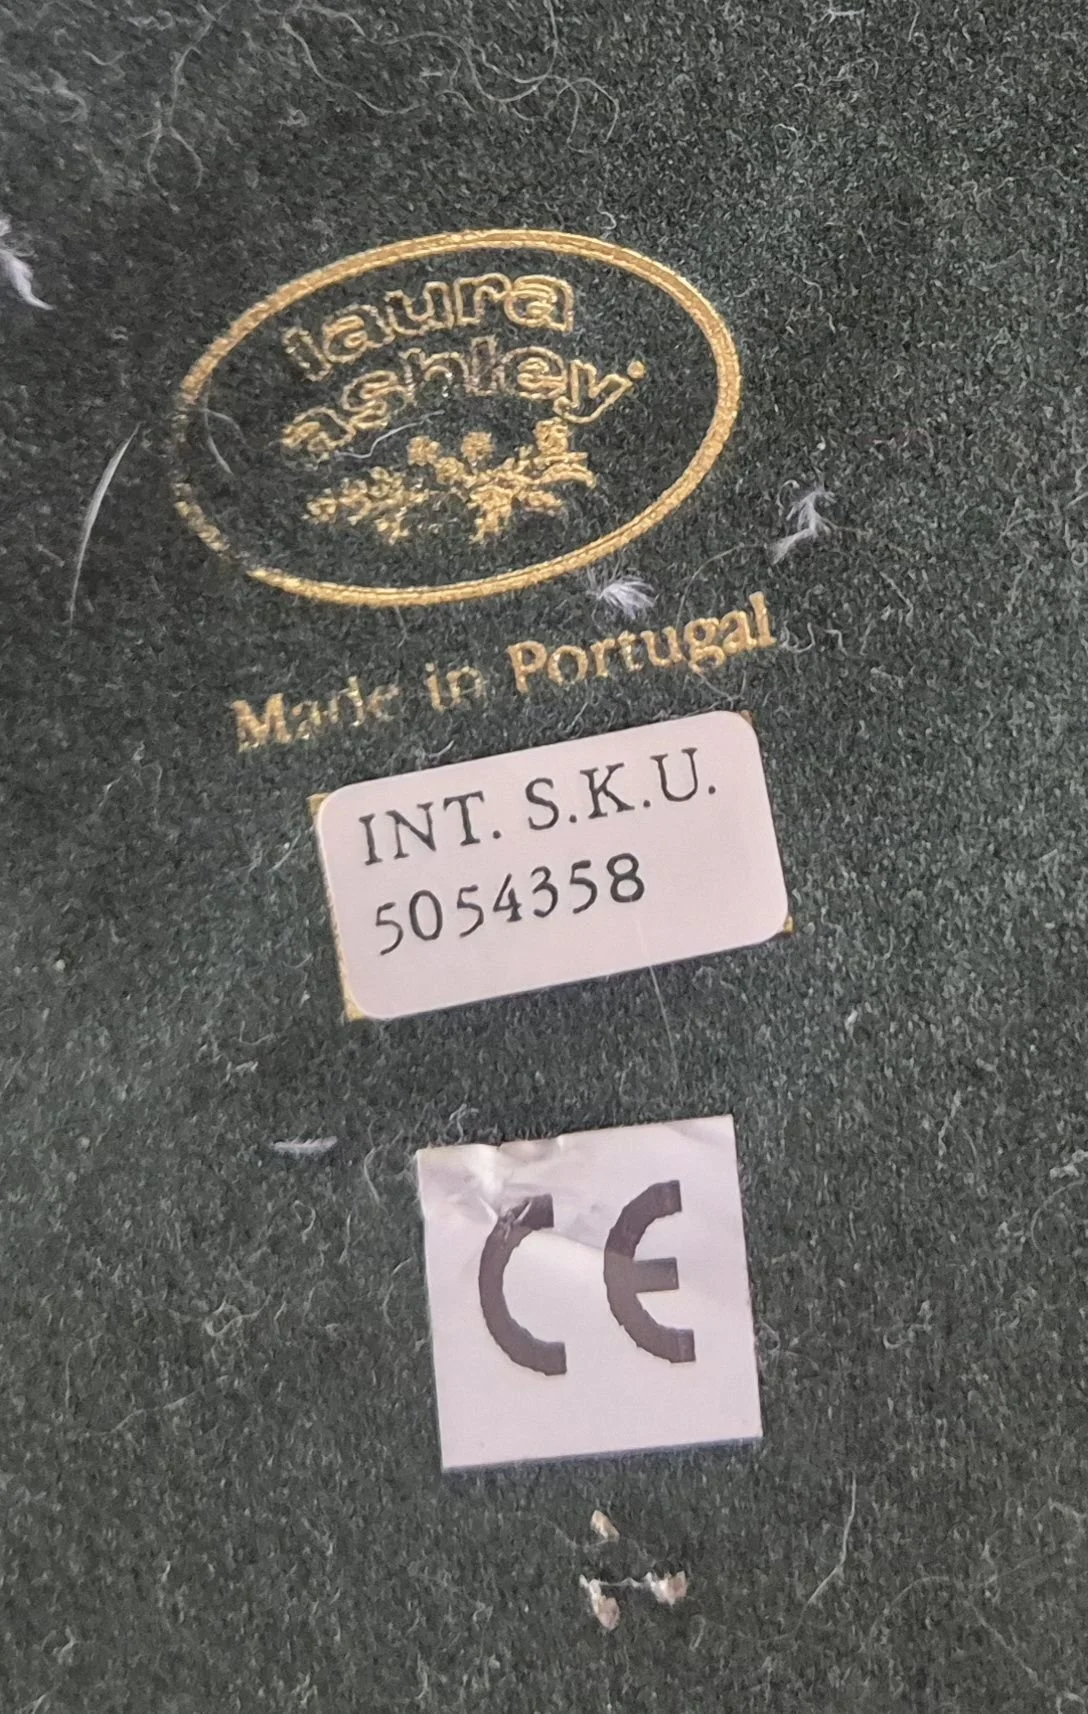 laura
ashley
Made in Portugal
INT. S.K.U.
5054358
CE